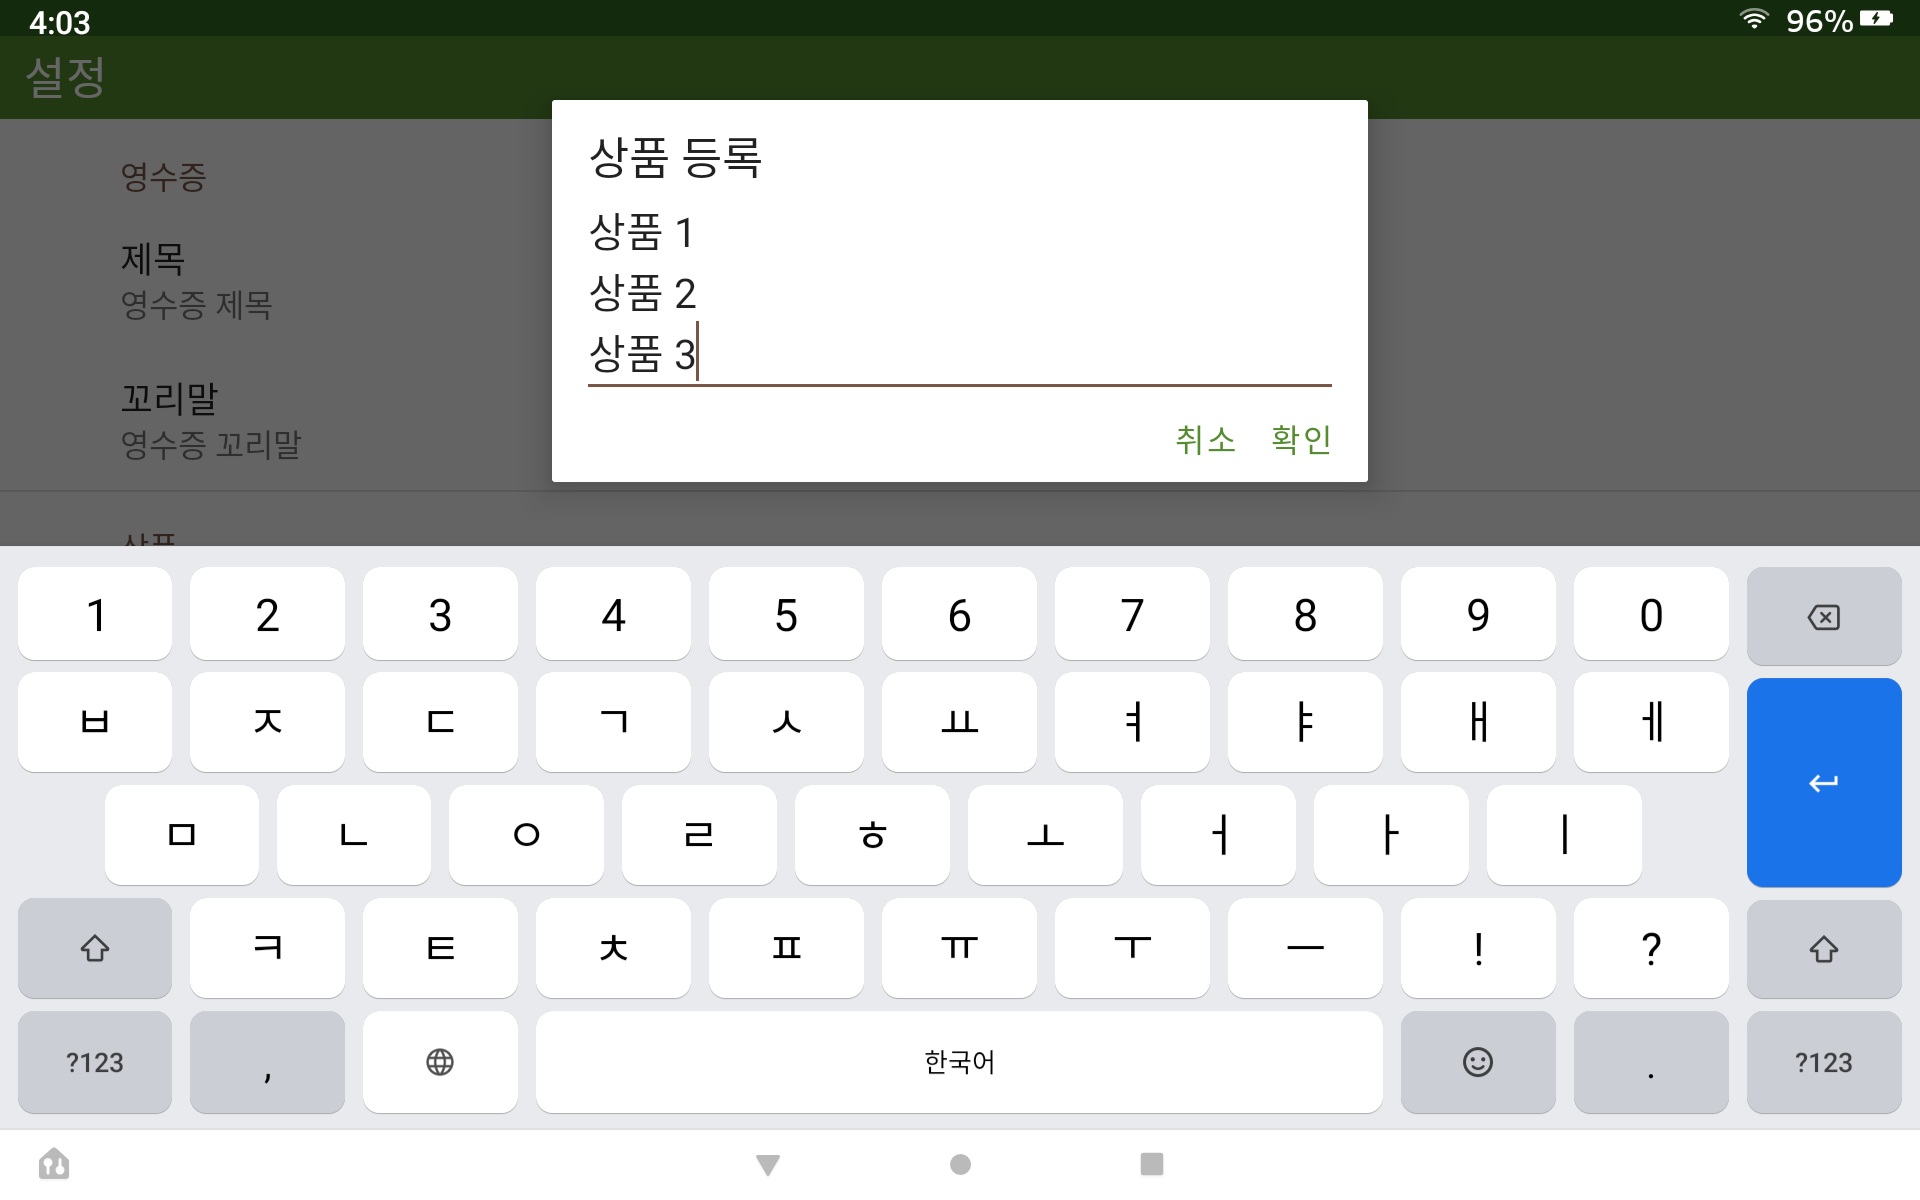 4:03
96%
설정
영수증
제목
영수증 제목
꼬리말
영수증 꼬리말
상품
상품 등록
상품 1
상품 2
상품 3
취소 확인
1 2 3 4 5 6 7 8 9 0
ㅂ ㅈ ㄷ ㄱ ㅅ ㅛ ㅕ ㅑ ㅐ ㅔ
ㅁ ㄴ ㅇ ㄹ ㅎ ㅗ ㅓ ㅏ ㅣ
ㅋ ㅌ ㅊ ㅍ ㅠ ㅜ ㅡ ! ?
?123 , 한국어 . ?123